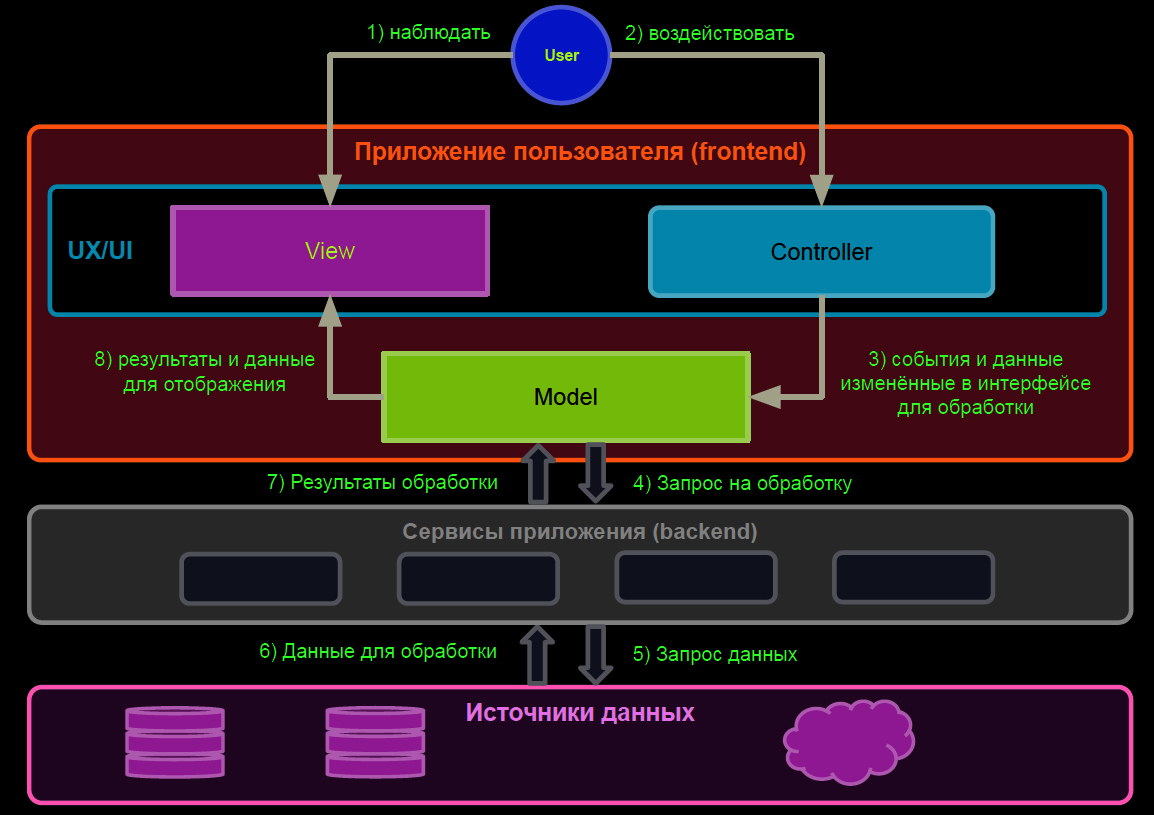 1) наблюдать
User
2) воздействовать
Приложение пользователя (frontend)
UX/UI
View
Controller
8) результаты и данные
для отображения
Model
3) события и данные
изменённые в интерфейсе
для обработки
7) Результаты обработки
4) Запрос на обработку
Сервисы приложения (backend)
6) Данные для обработки
5) Запрос данных
Источники данных